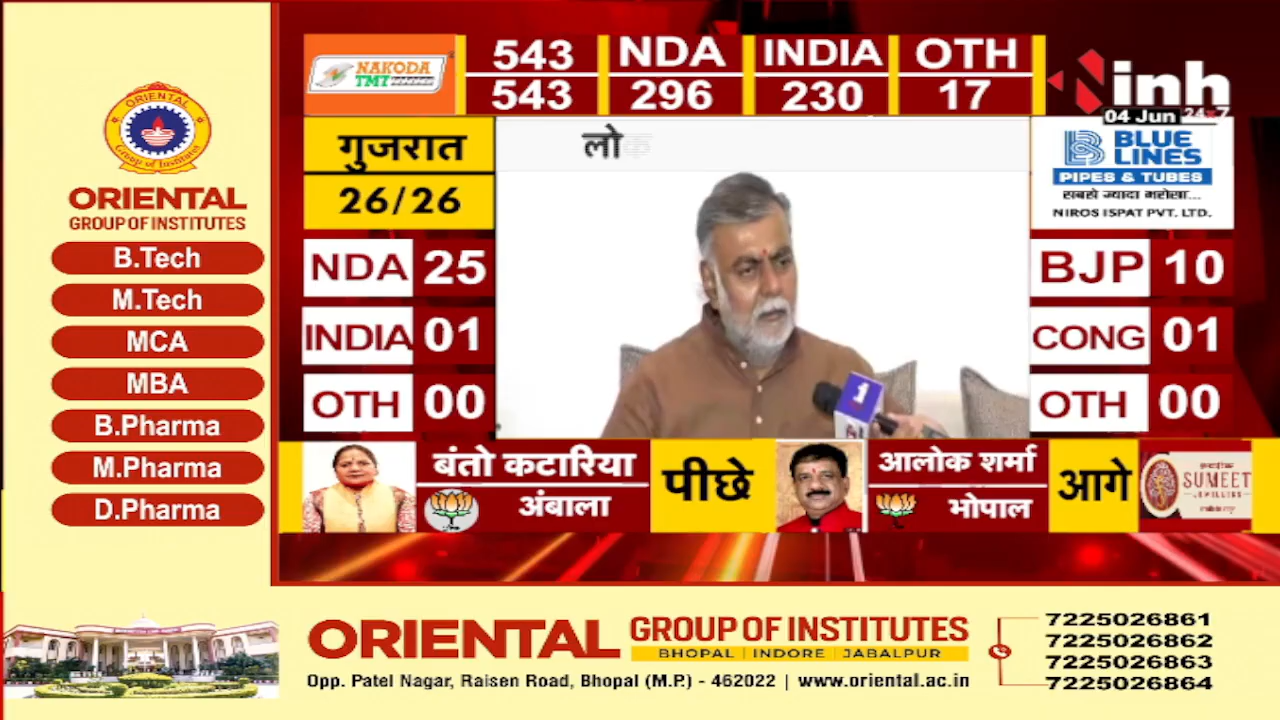 ORIENTAL
Group of Institutes
ORIENTAL
GROUP OF INSTITUTES
B.Tech
M.Tech
MCA
MBA
B.Pharma
M.Pharma
D.Pharma
NAKODA
TMT
543 NDA INDIA OTH
543 296 230 17
inh
24x7
04 Jun
गुजरात
26/26
NDA 25
INDIA 01
OTH 00
लोक
1
BLUE
LINES
PIPES & TUBES
सबसे ज्यादा भरोसा...
NIROS ISPAT PVT. LTD.
BJP 10
CONG 01
OTH 00
बंतो कटारिया
अंबाला
पीछे
आलोक शर्मा
भोपाल
आगे
SUMEET
JEWELLERS
ORIENTAL GROUP OF INSTITUTES
BHOPAL | INDORE | JABALPUR
Opp. Patel Nagar, Raisen Road, Bhopal (M.P.) - 462022 | www.oriental.ac.in
7225026861
7225026862
7225026863
7225026864